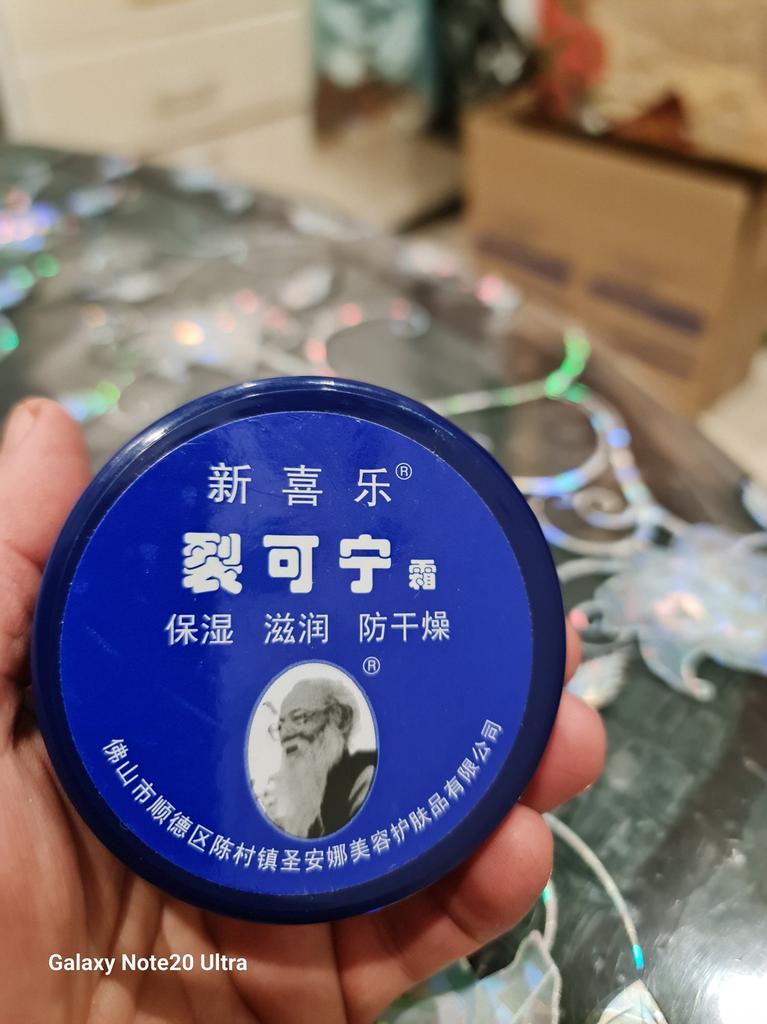 新喜乐®
裂可宁霜
保湿 滋润 防干燥
®
佛山市顺德区陈村镇圣安娜美容护肤品有限公司
Galaxy Note20 Ultra